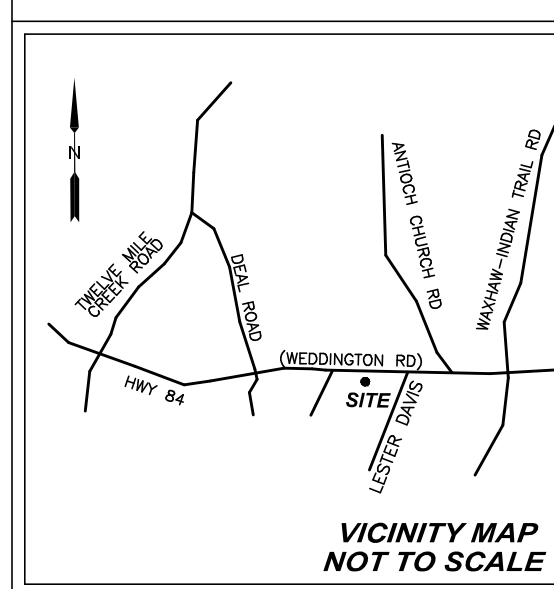 N
TWELVE MILE
CREEK ROAD
DEAL ROAD
ANTIOCH CHURCH RD
WAXHAW-INDIAN TRAIL RD
(WEDDINGTON RD)
HWY 84
SITE
LESTER DAVIS
VICINITY MAP
NOT TO SCALE